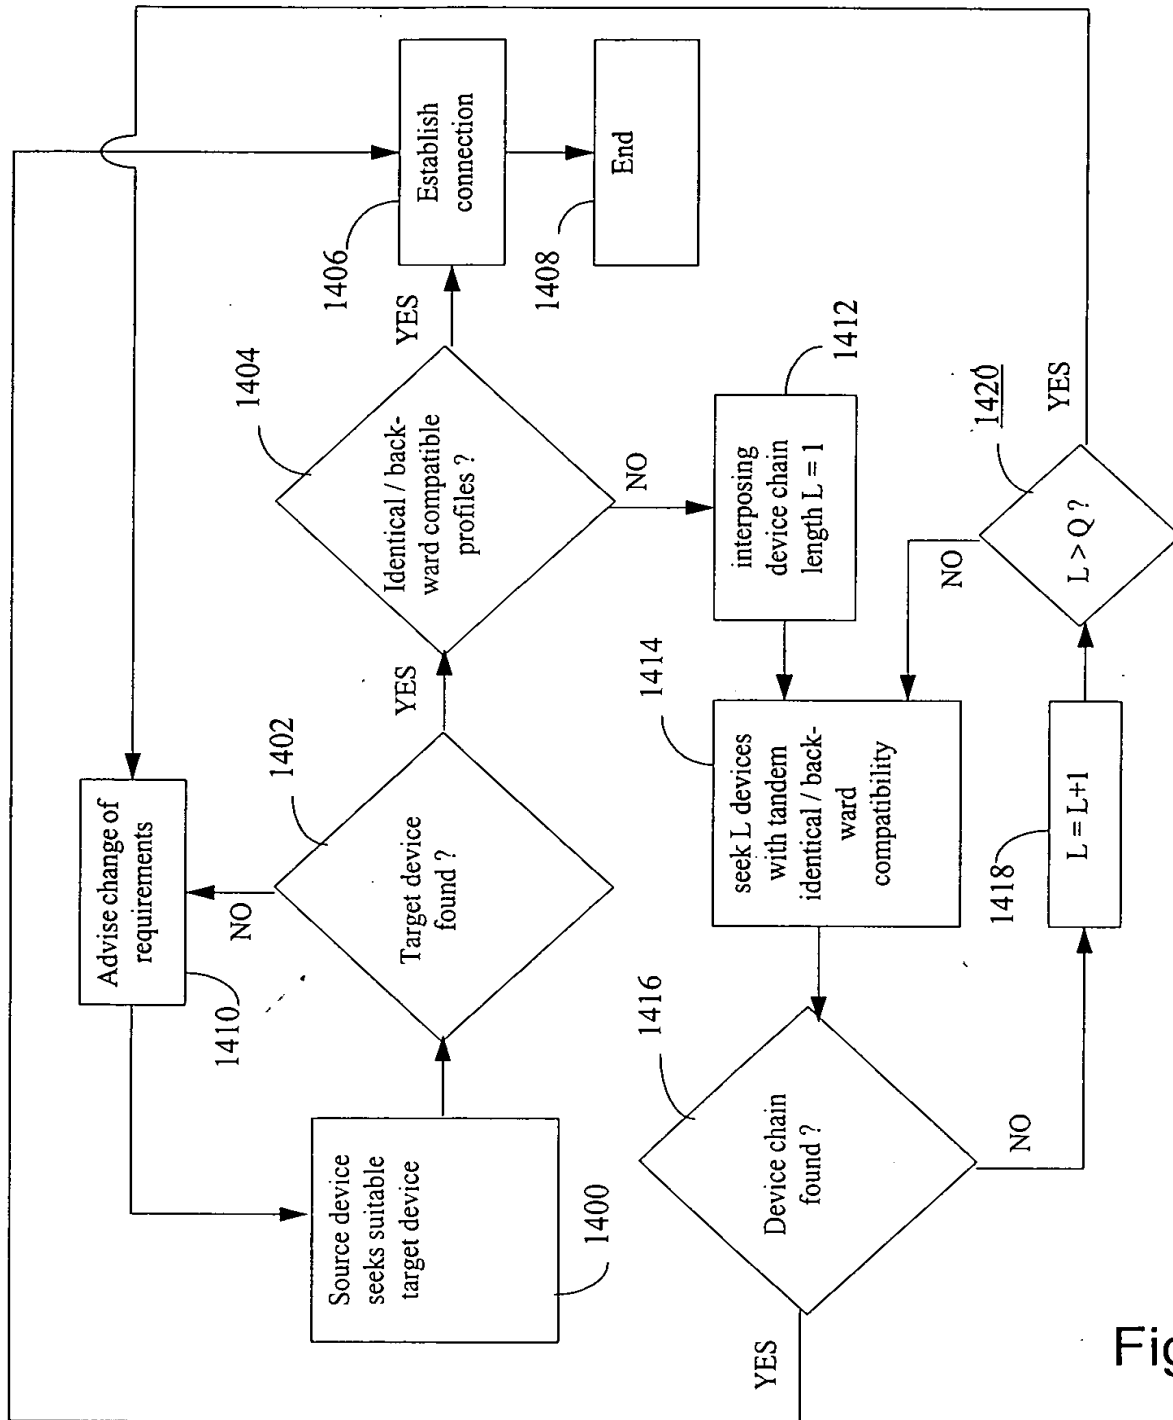 Advise change of
requirements
1410
Source device
seeks suitable
target device
1400
Target device
found ?
1402
NO
YES
Identical / back-
ward compatible
profiles ?
1404
YES
NO
Establish
connection
1406
End
1408
interposing
device chain
length L = 1
1412
seek L devices
with tandem
identical / back-
ward
compatibility
1414
Device chain
found ?
1416
YES
NO
L = L+1
1418
L > Q ?
1420
NO
YES
Fig